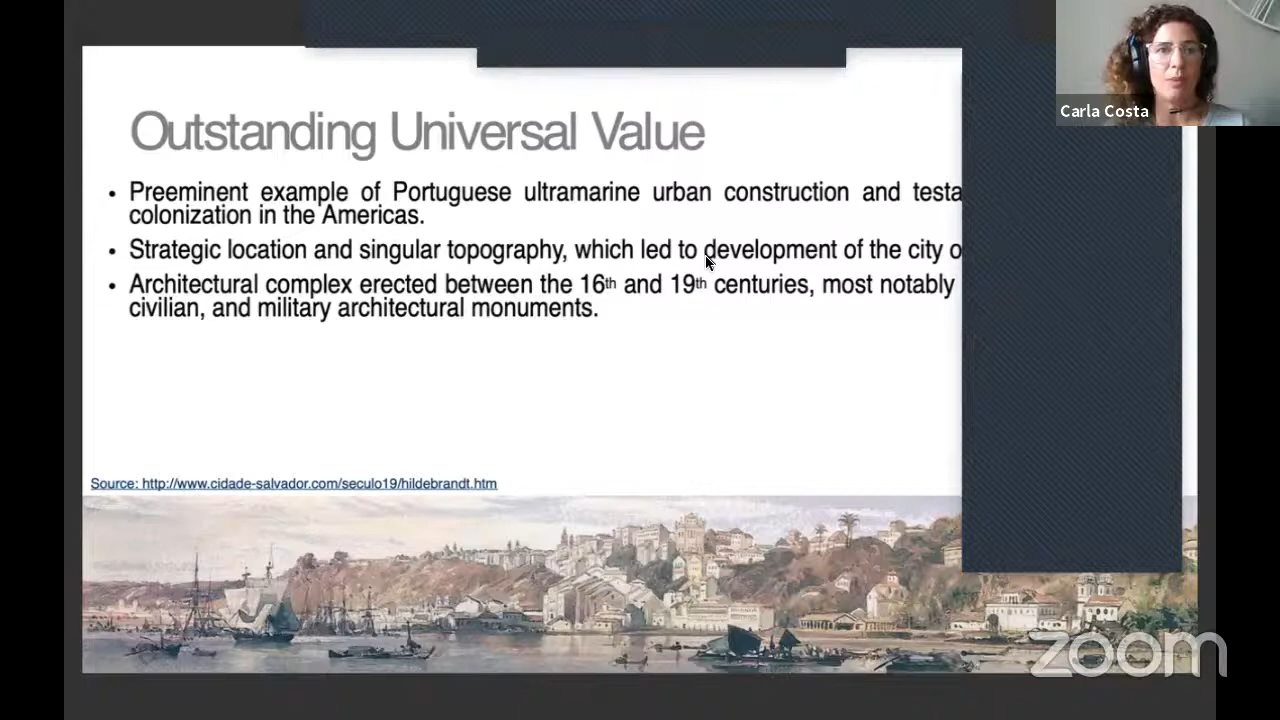 Carla Costa
Outstanding Universal Value
• Preeminent example of Portuguese ultramarine urban construction and testa
colonization in the Americas.
• Strategic location and singular topography, which led to development of the city o
• Architectural complex erected between the 16th and 19th centuries, most notably
civilian, and military architectural monuments.
Source: http://www.cidade-salvador.com/seculo19/hildebrandt.htm
zoom